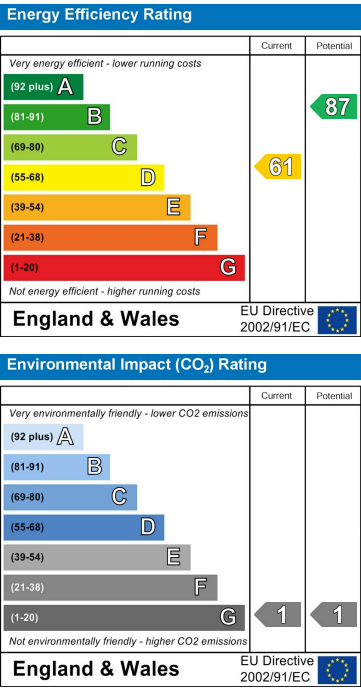 Energy Efficiency Rating
Current Potential
Very energy efficient - lower running costs
(92 plus) A
(81-91) B
87
(69-80) C
(55-68) D
61
(39-54) E
(21-38) F
(1-20) G
Not energy efficient - higher running costs
England & Wales
EU Directive
2002/91/EC
Environmental Impact (CO2) Rating
Current Potential
Very environmentally friendly - lower CO2 emissions
(92 plus) A
(81-91) B
(69-80) C
(55-68) D
(39-54) E
(21-38) F
(1-20) G 1 1
Not environmentally friendly - higher CO2 emissions
England & Wales
EU Directive
2002/91/EC